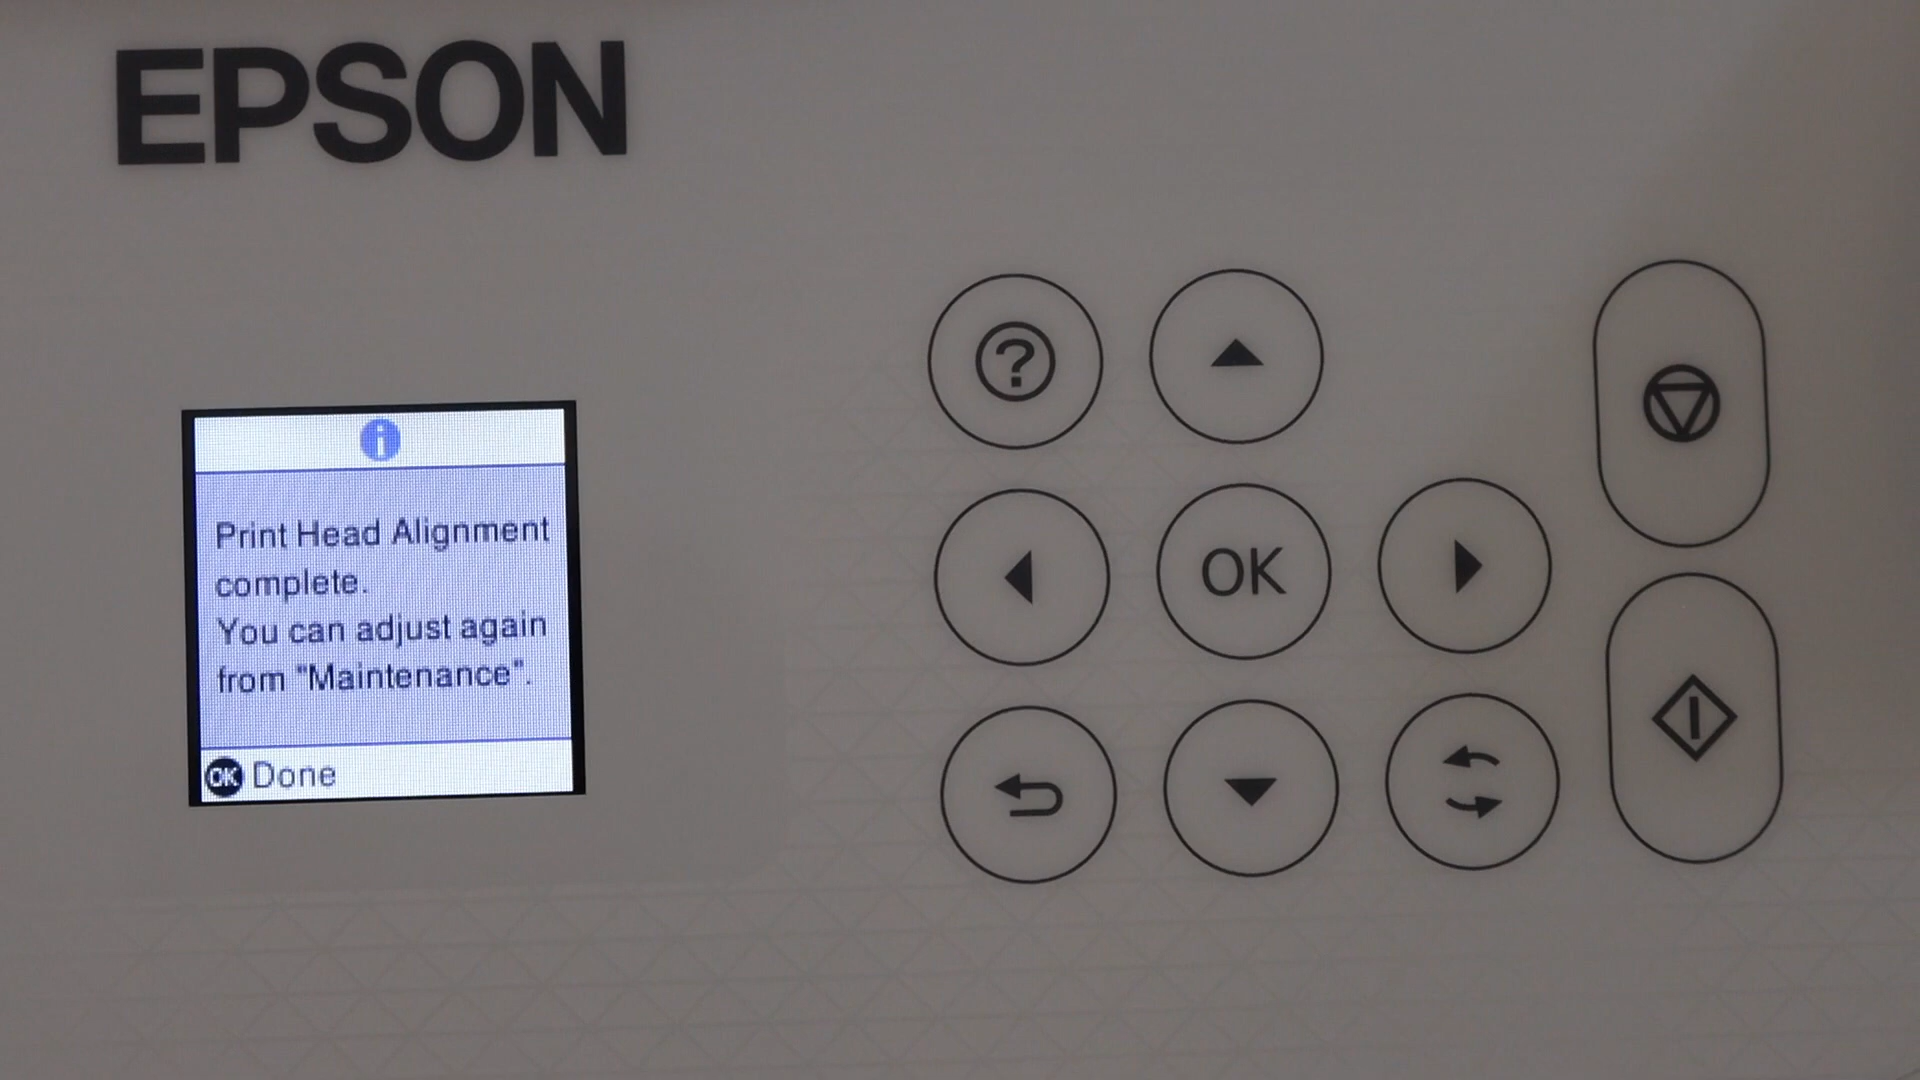 EPSON
i
Print Head Alignment
complete.
You can adjust again
from "Maintenance".
OK Done
?
OK